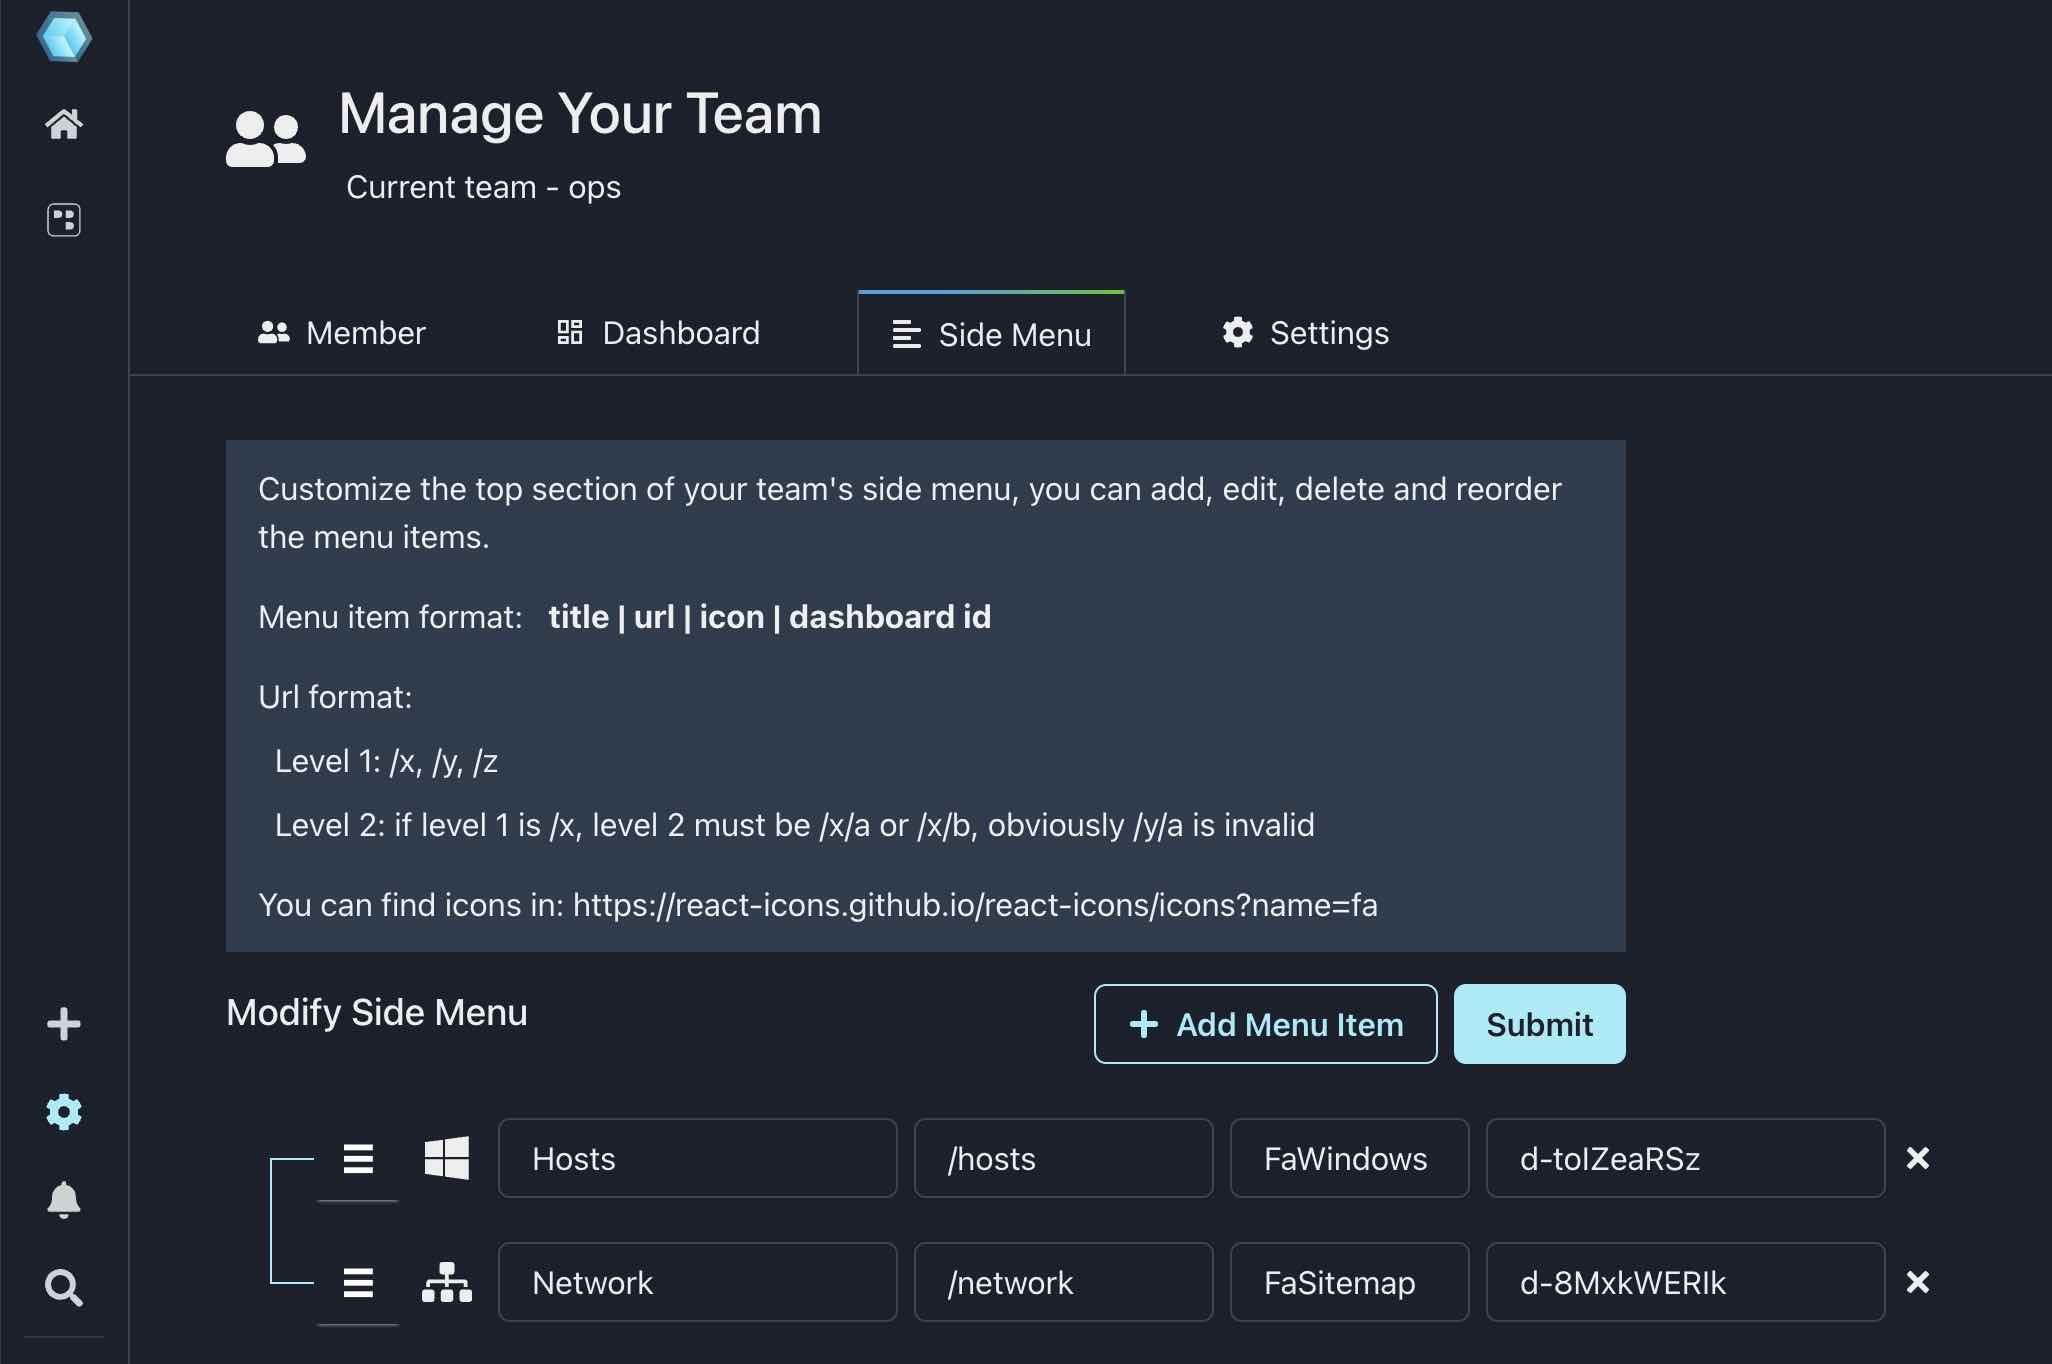 Manage Your Team
Current team - ops
Member
Dashboard
Side Menu
Settings
Customize the top section of your team's side menu, you can add, edit, delete and reorder
the menu items.
Menu item format: title | url | icon | dashboard id
Url format:
Level 1: /x, /y, /z
Level 2: if level 1 is /x, level 2 must be /x/a or /x/b, obviously /y/a is invalid
You can find icons in: https://react-icons.github.io/react-icons/icons?name=fa
Modify Side Menu
Add Menu Item
Submit
Hosts
/hosts
FaWindows
d-toIZeaRSz
Network
/network
FaSitemap
d-8MxkWERIk